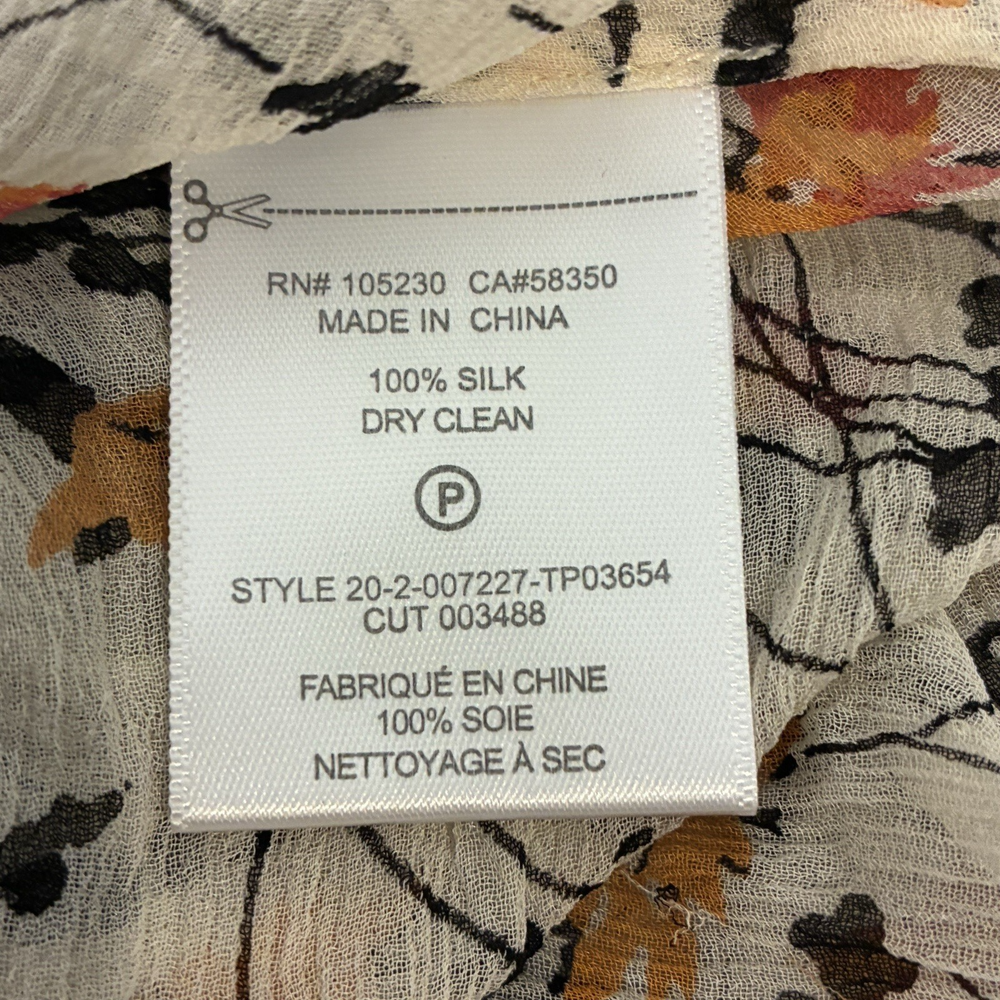 RN# 105230 CA#58350
MADE IN CHINA
100% SILK
DRY CLEAN
P
STYLE 20-2-007227-TP03654
CUT 003488
FABRIQUÉ EN CHINE
100% SOIE
NETTOYAGE À SEC